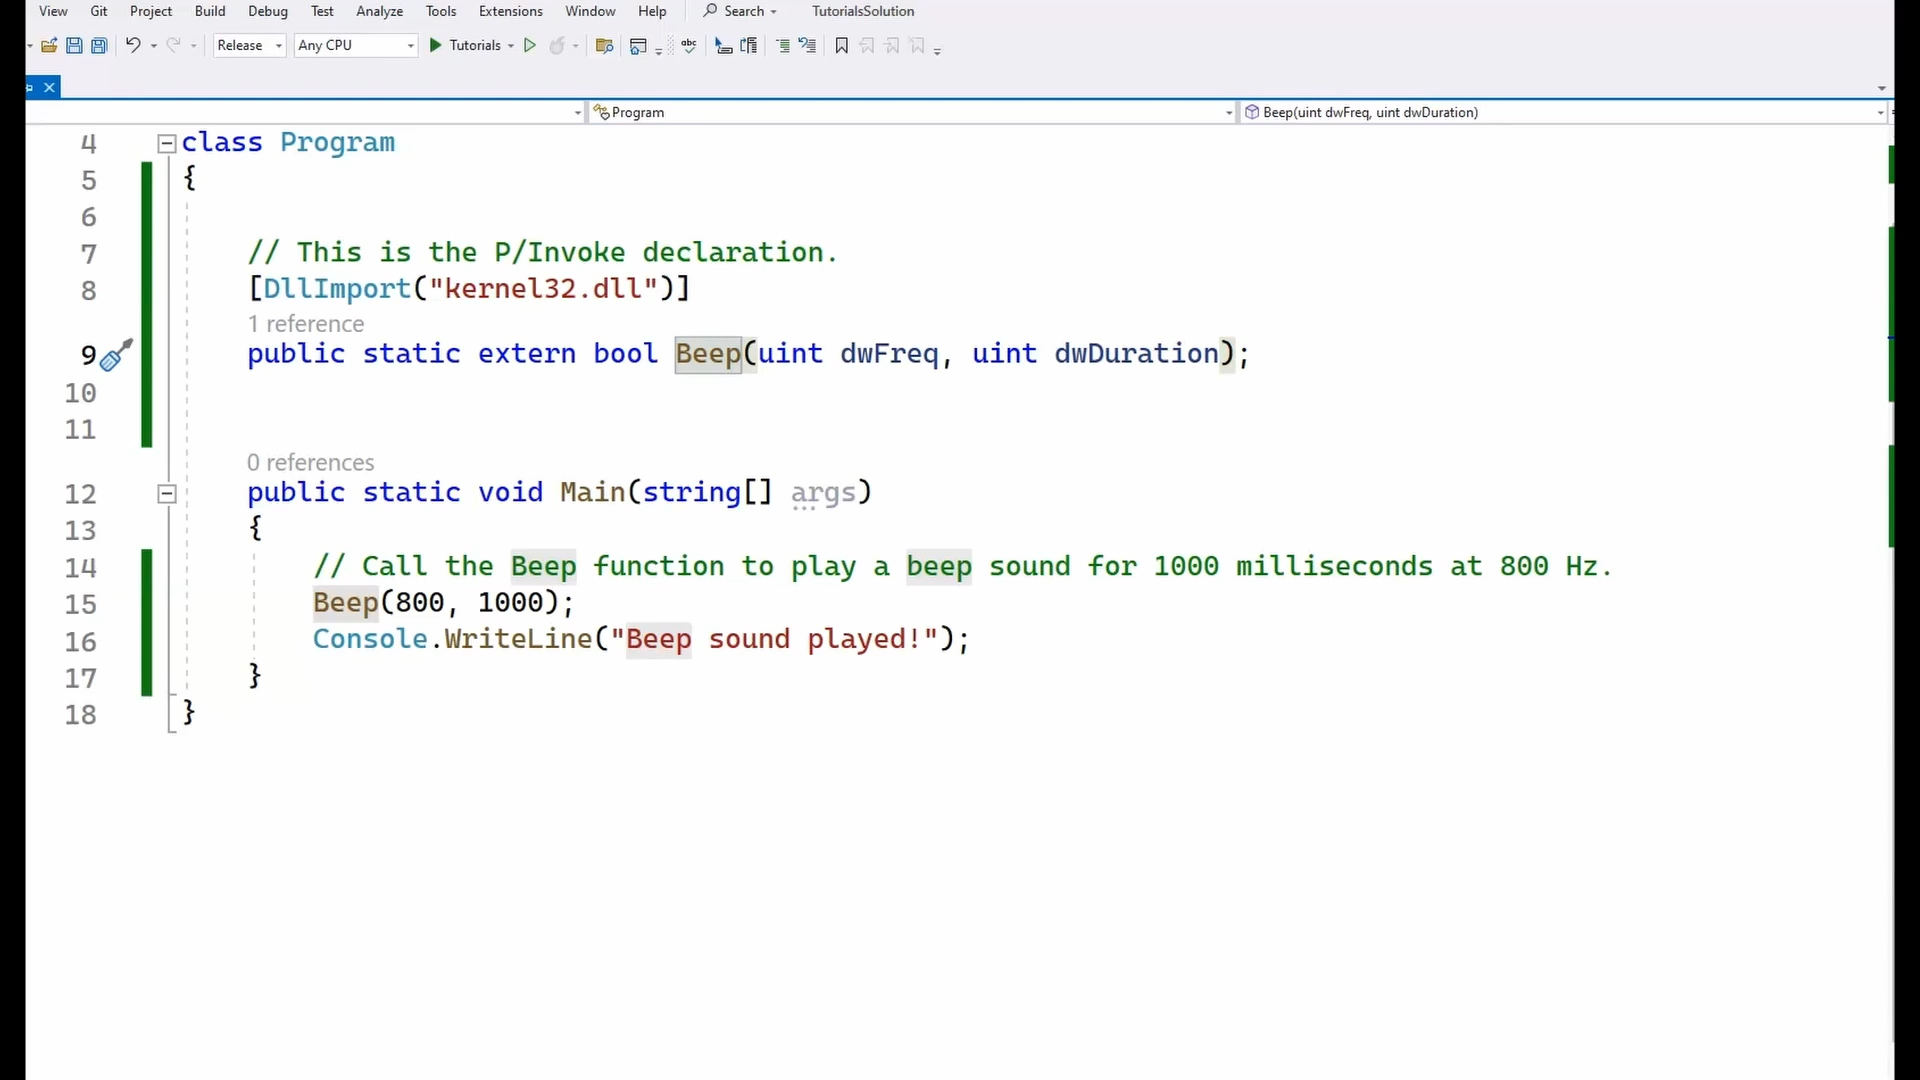 View Git Project Build Debug Test Analyze Tools Extensions Window Help Search TutorialsSolution
Release Any CPU Tutorials abc
Program Beep(uint dwFreq, uint dwDuration)
4 class Program
5 {
6
7 // This is the P/Invoke declaration.
8 [DllImport("kernel32.dll")]
1 reference
9 public static extern bool Beep(uint dwFreq, uint dwDuration);
10
11
0 references
12 public static void Main(string[] args)
13 {
14 // Call the Beep function to play a beep sound for 1000 milliseconds at 800 Hz.
15 Beep(800, 1000);
16 Console.WriteLine("Beep sound played!");
17 }
18 }